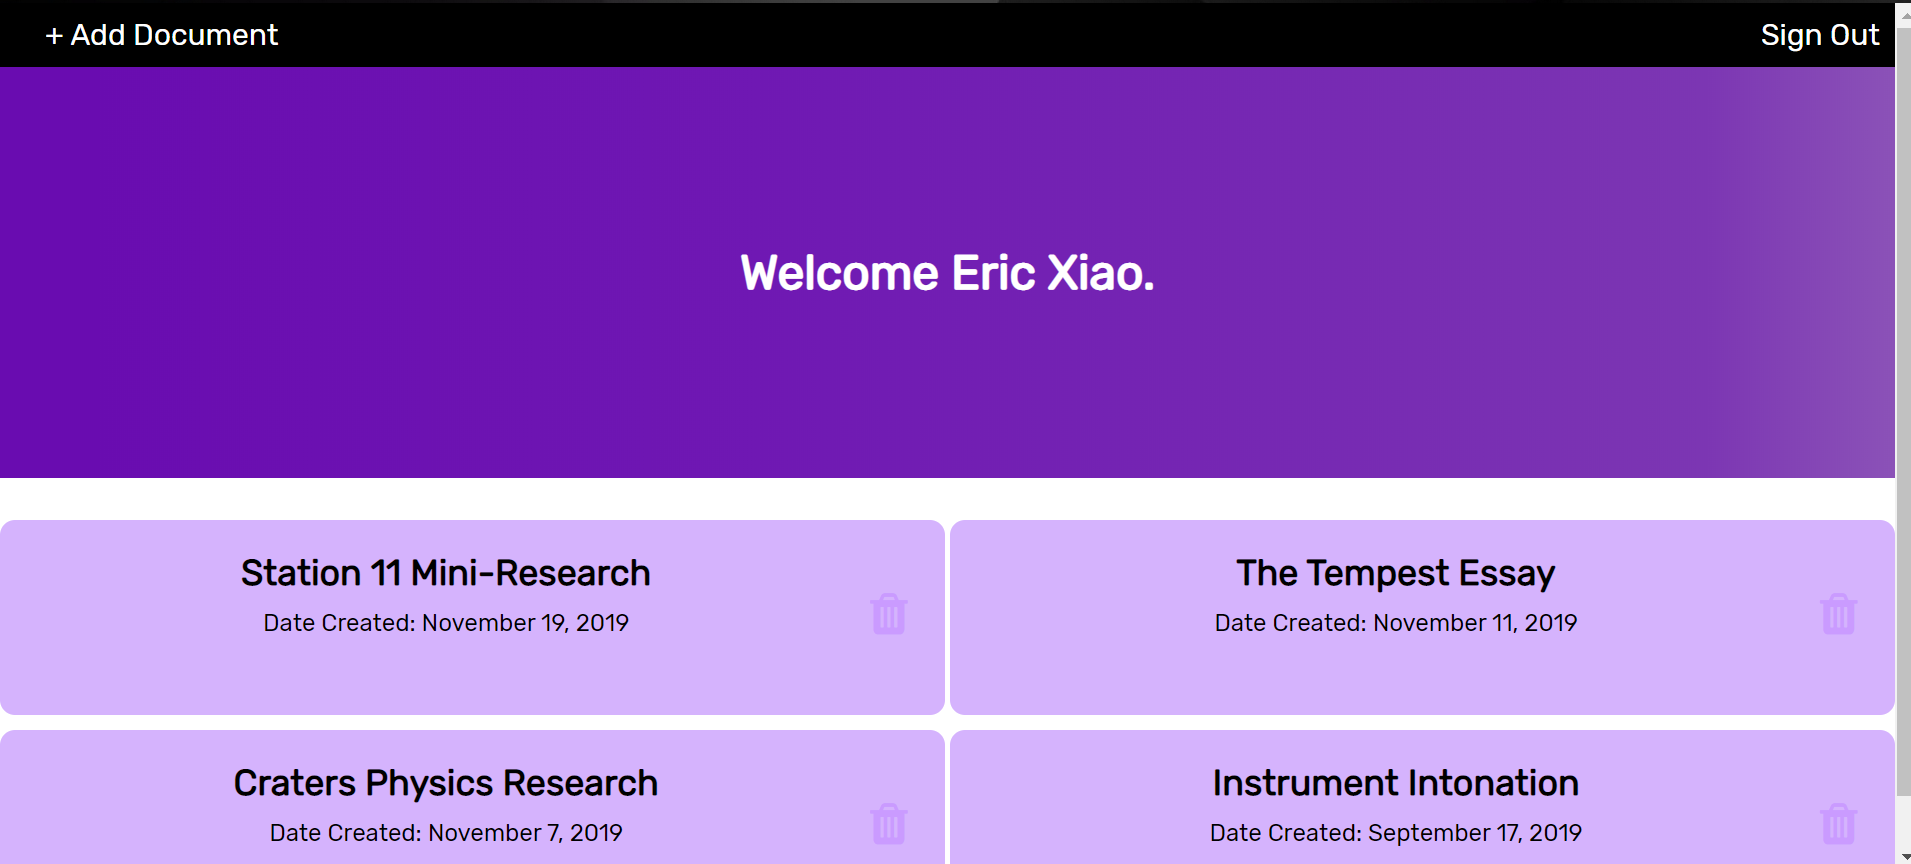 + Add Document
Sign Out
Welcome Eric Xiao.
Station 11 Mini-Research
Date Created: November 19, 2019
The Tempest Essay
Date Created: November 11, 2019
Craters Physics Research
Date Created: November 7, 2019
Instrument Intonation
Date Created: September 17, 2019